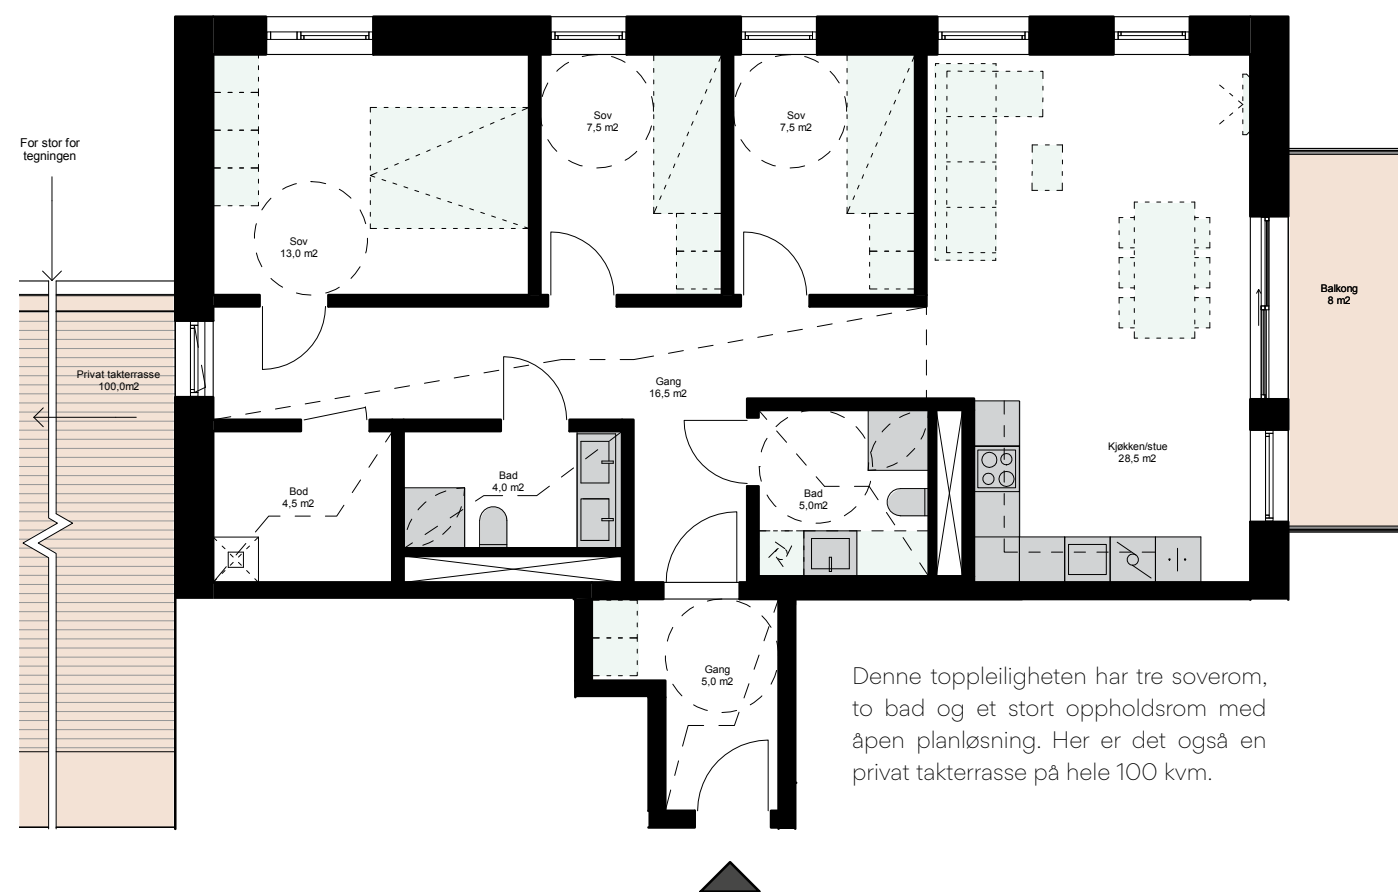 For stor for
tegningen
Sov
13,0 m2
Sov
7,5 m2
Sov
7,5 m2
Balkong
8 m2
Privat takterrasse
100,0m2
Gang
16,5 m2
Kjøkken/stue
28,5 m2
Bod
4,5 m2
Bad
4,0 m2
Bad
5,0m2
Gang
5,0 m2
Denne toppleiligheten har tre soverom,
to bad og et stort oppholdsrom med
åpen planløsning. Her er det også en
privat takterrasse på hele 100 kvm.